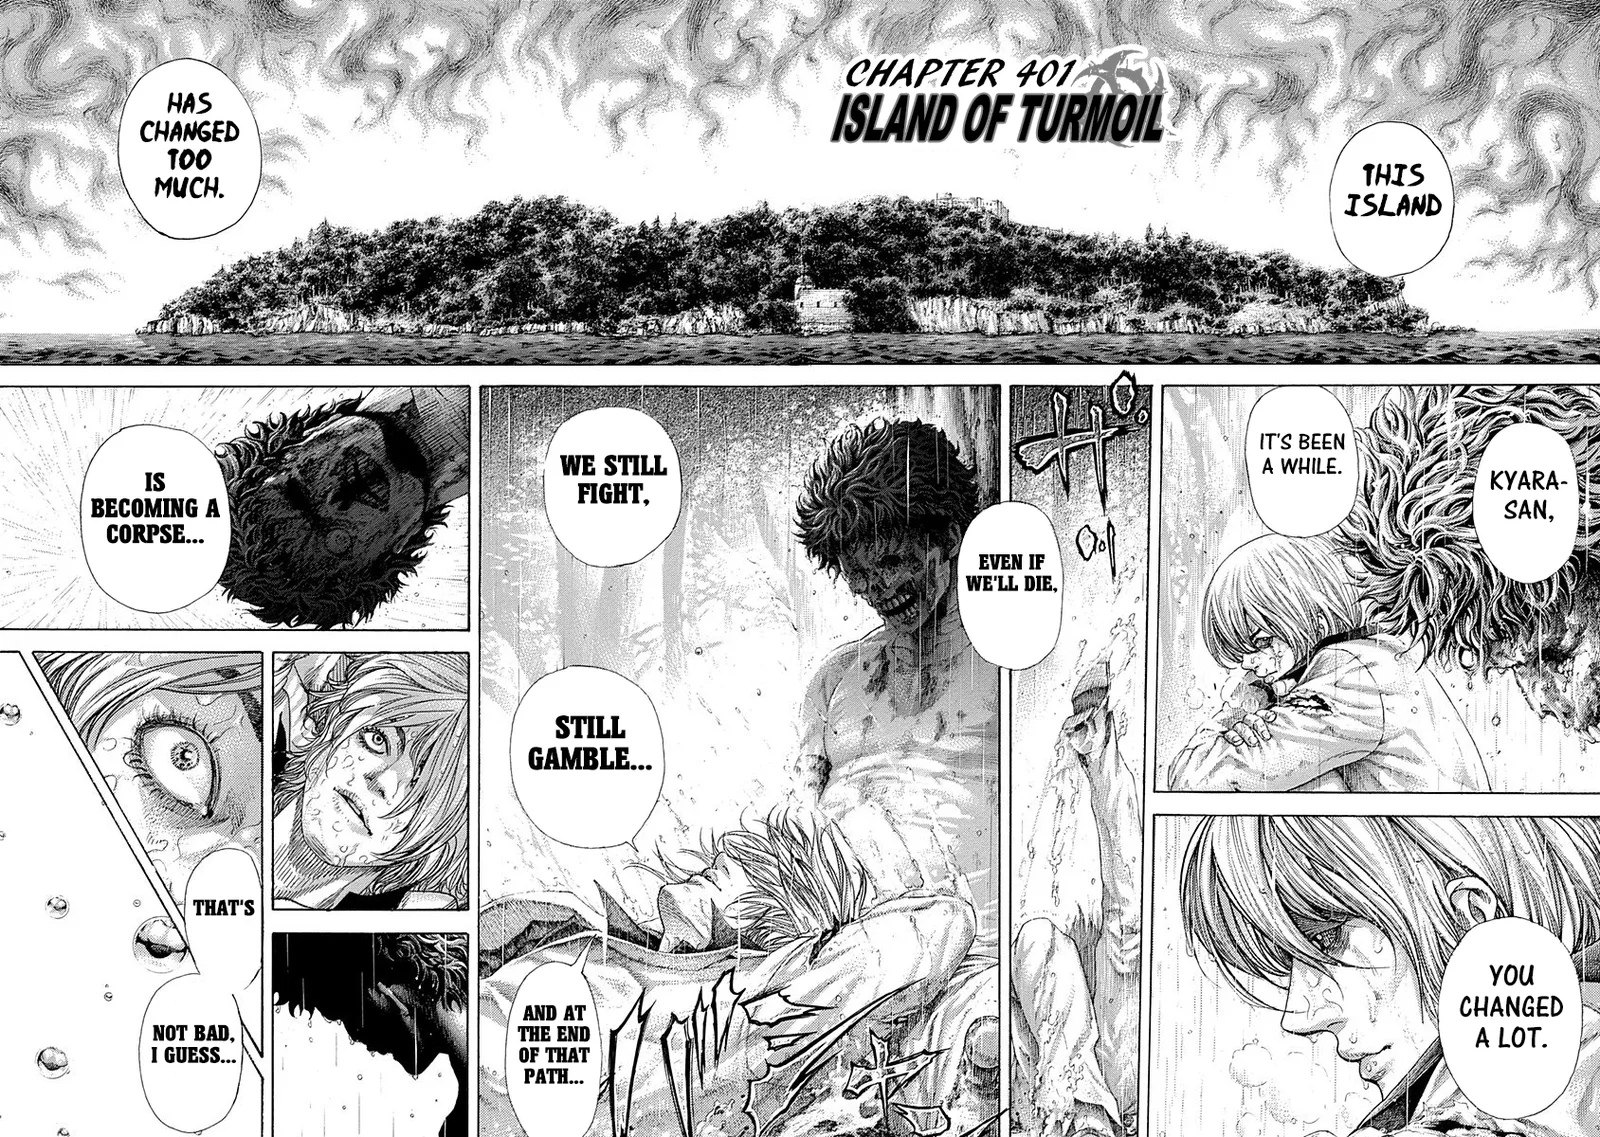 CHAPTER 401
ISLAND OF TURMOIL
THIS
ISLAND
HAS
CHANGED
TOO
MUCH.
KYARA-
SAN,
IT'S BEEN
A WHILE.
YOU
CHANGED
A LOT.
EVEN IF
WE'LL DIE,
WE STILL
FIGHT,
STILL
GAMBLE...
AND AT
THE END
OF THAT
PATH...
IS
BECOMING A
CORPSE...
THAT'S
NOT BAD,
I GUESS...